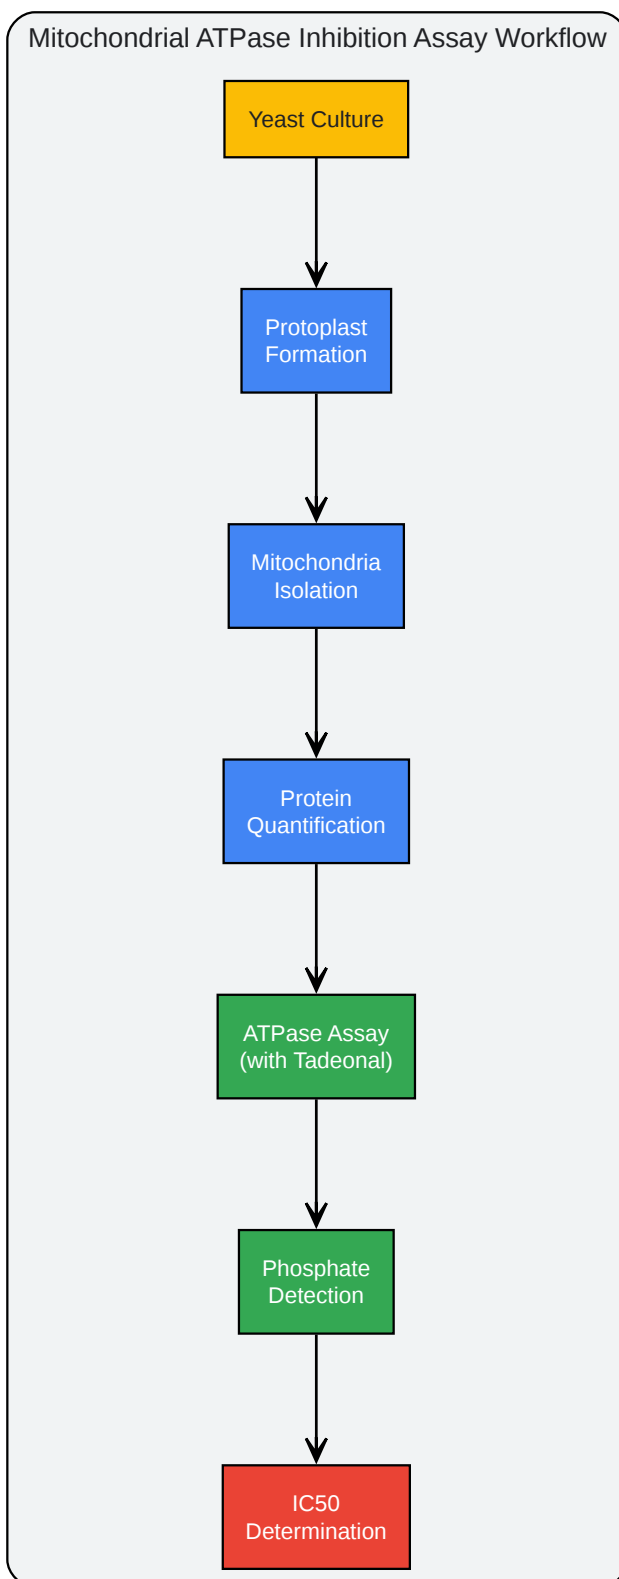 Mitochondrial ATPase Inhibition Assay Workflow
Yeast Culture
Protoplast
Formation
Mitochondria
Isolation
Protein
Quantification
ATPase Assay
(with Tadeonal)
Phosphate
Detection
IC50
Determination